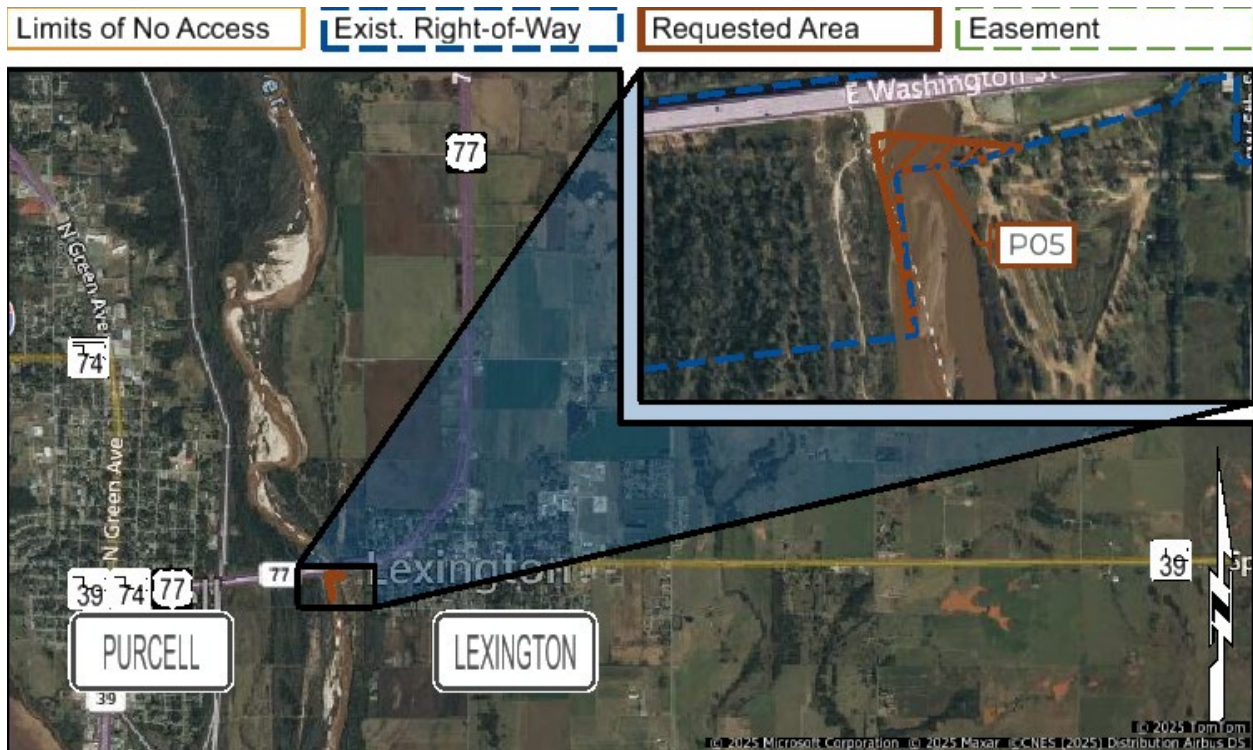 Limits of No Access
Exist. Right-of-Way
Requested Area
Easement
E Washington St
P05
77
N Green Ave
74
N Green Ave
Lexington
77
39
39
74
77
PURCELL
LEXINGTON
39
© 2025 TomTom
© 2025 Microsoft Corporation © 2025 Maxar ©CNES (2025) Distribution Airbus DS